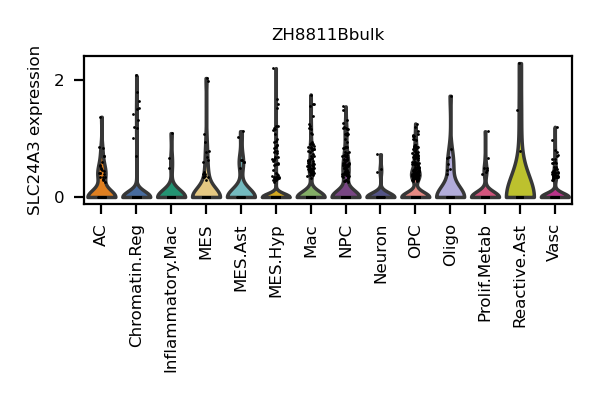 ZH8811Bbulk
SLC24A3 expression
2
0
AC
Chromatin.Reg
Inflammatory.Mac
MES
MES.Ast
MES.Hyp
Mac
NPC
Neuron
OPC
Oligo
Prolif.Metab
Reactive.Ast
Vasc